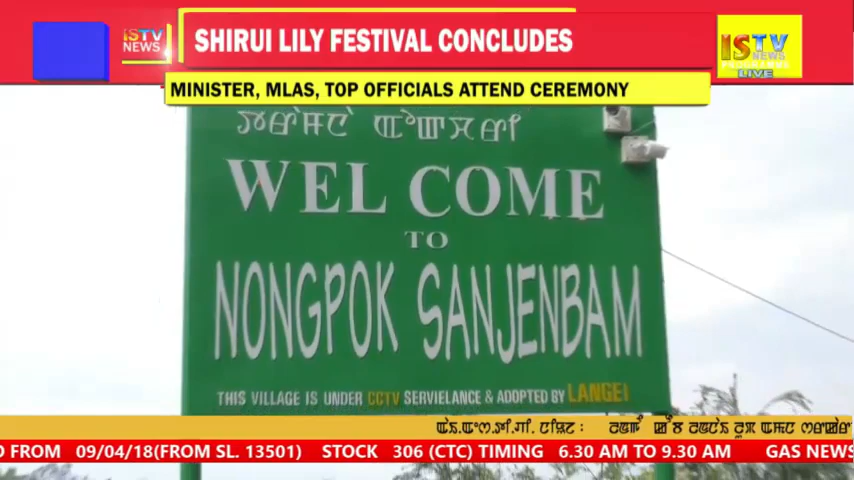 ISTV
NEWS
SHIRUI LILY FESTIVAL CONCLUDES
ISTV
NEWS
PROGRAMME
LIVE
MINISTER, MLAS, TOP OFFICIALS ATTEND CEREMONY
WEL COME
TO
NONGPOK SANJENBAM
THIS VILLAGE IS UNDER CCTV SERVIELANCE & ADOPTED BY LANGEI
D FROM 09/04/18(FROM SL. 13501) STOCK 306 (CTC) TIMING 6.30 AM TO 9.30 AM GAS NEWS